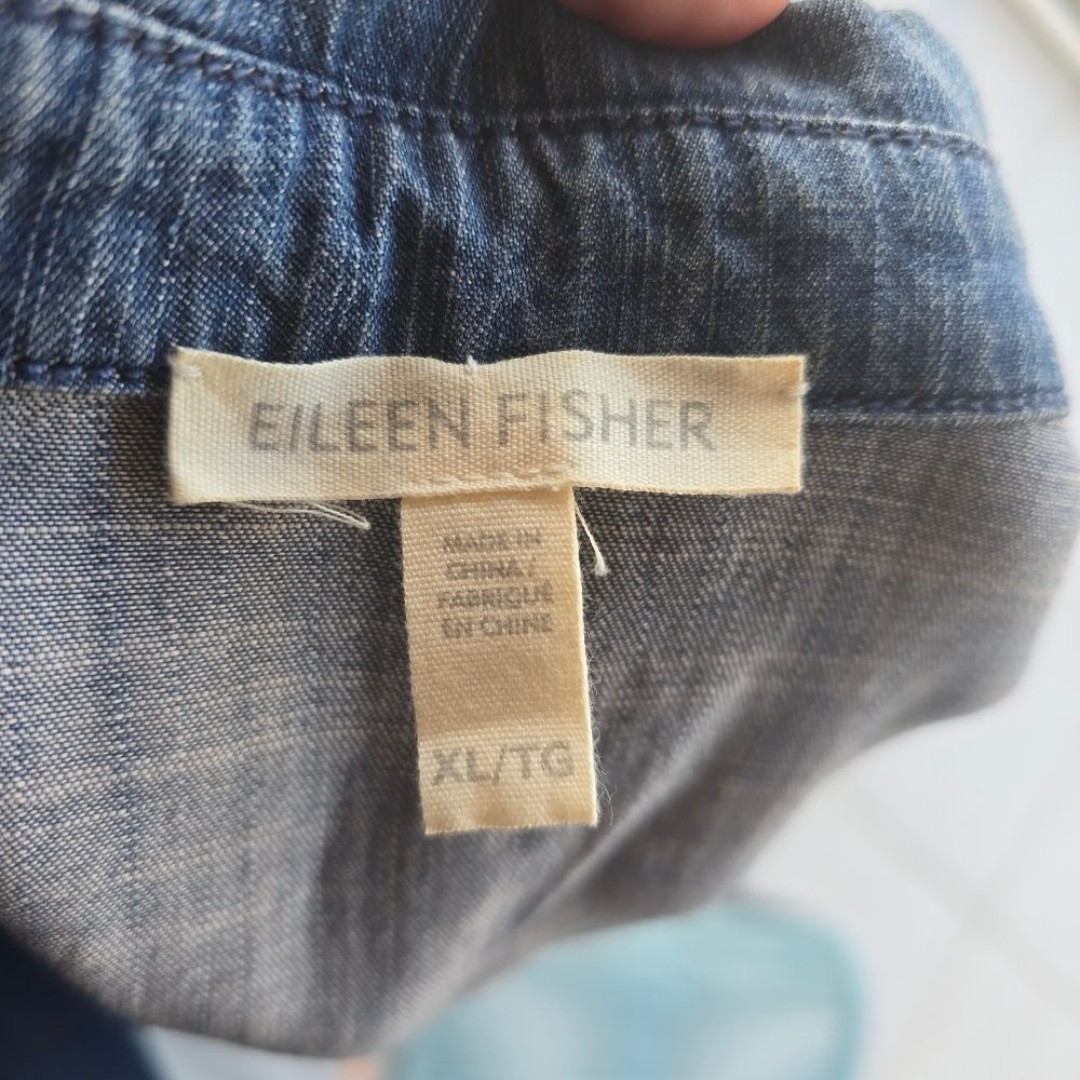 EILEEN FISHER
MADE IN
CHINA /
FABRIQUÉ
EN CHINE
XL/TG